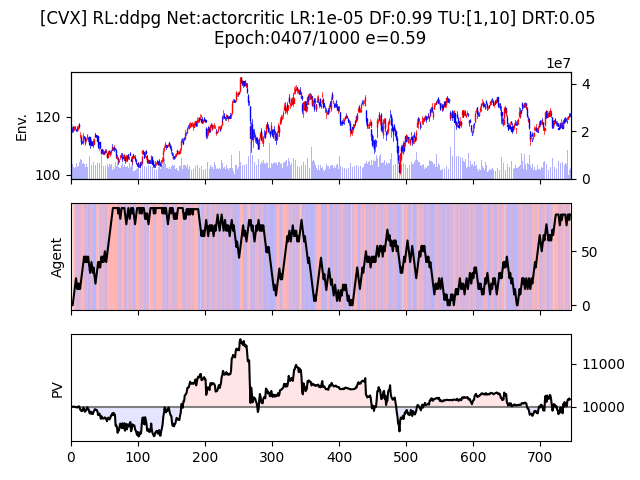 [CVX] RL:ddpg Net:actorcritic LR:1e-05 DF:0.99 TU:[1,10] DRT:0.05
Epoch:0407/1000 e=0.59
1e7
Env.
120
100
4
2
0
Agent
50
0
PV
11000
10000
0 100 200 300 400 500 600 700